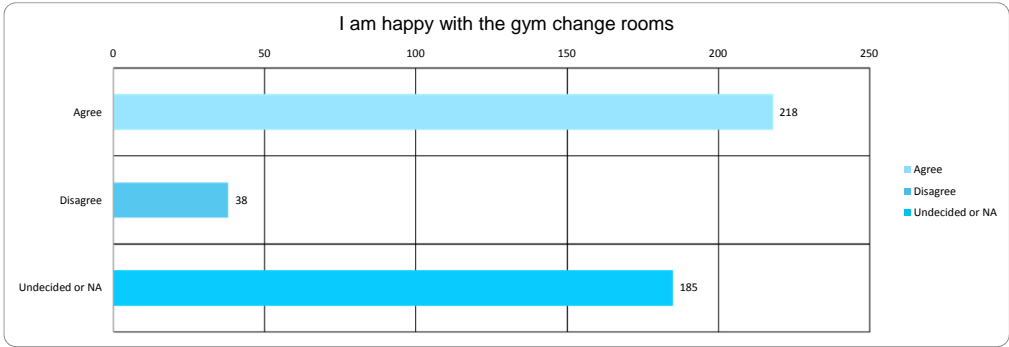 I am happy with the gym change rooms
0 50 100 150 200 250
Agree 218
Disagree 38
Undecided or NA 185
Agree
Disagree
Undecided or NA